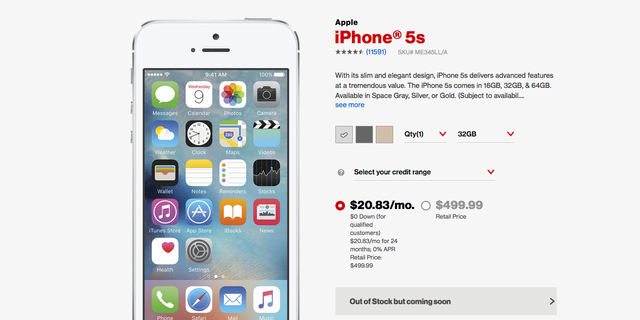 Apple
iPhone® 5s
(11591) SKU# ME345LL/A
With its slim and elegant design, iPhone 5s delivers advanced features
at a tremendous value. The iPhone 5s comes in 16GB, 32GB, & 64GB.
Available in Space Gray, Silver, or Gold. (Subject to availabil...
see more
Qty(1) 32GB
Select your credit range
$20.83/mo. $499.99
$0 Down (for Retail Price
qualified
customers)
$20.83/mo for 24
months, 0% APR
Retail Price:
$499.99
Out of Stock but coming soon
9:41 AM 100%
Wednesday
9
Messages Calendar Photos Camera
Weather Clock Maps Videos
Wallet Notes Reminders Stocks
iTunes Store App Store iBooks News
Health Settings
Phone Safari Mail Music